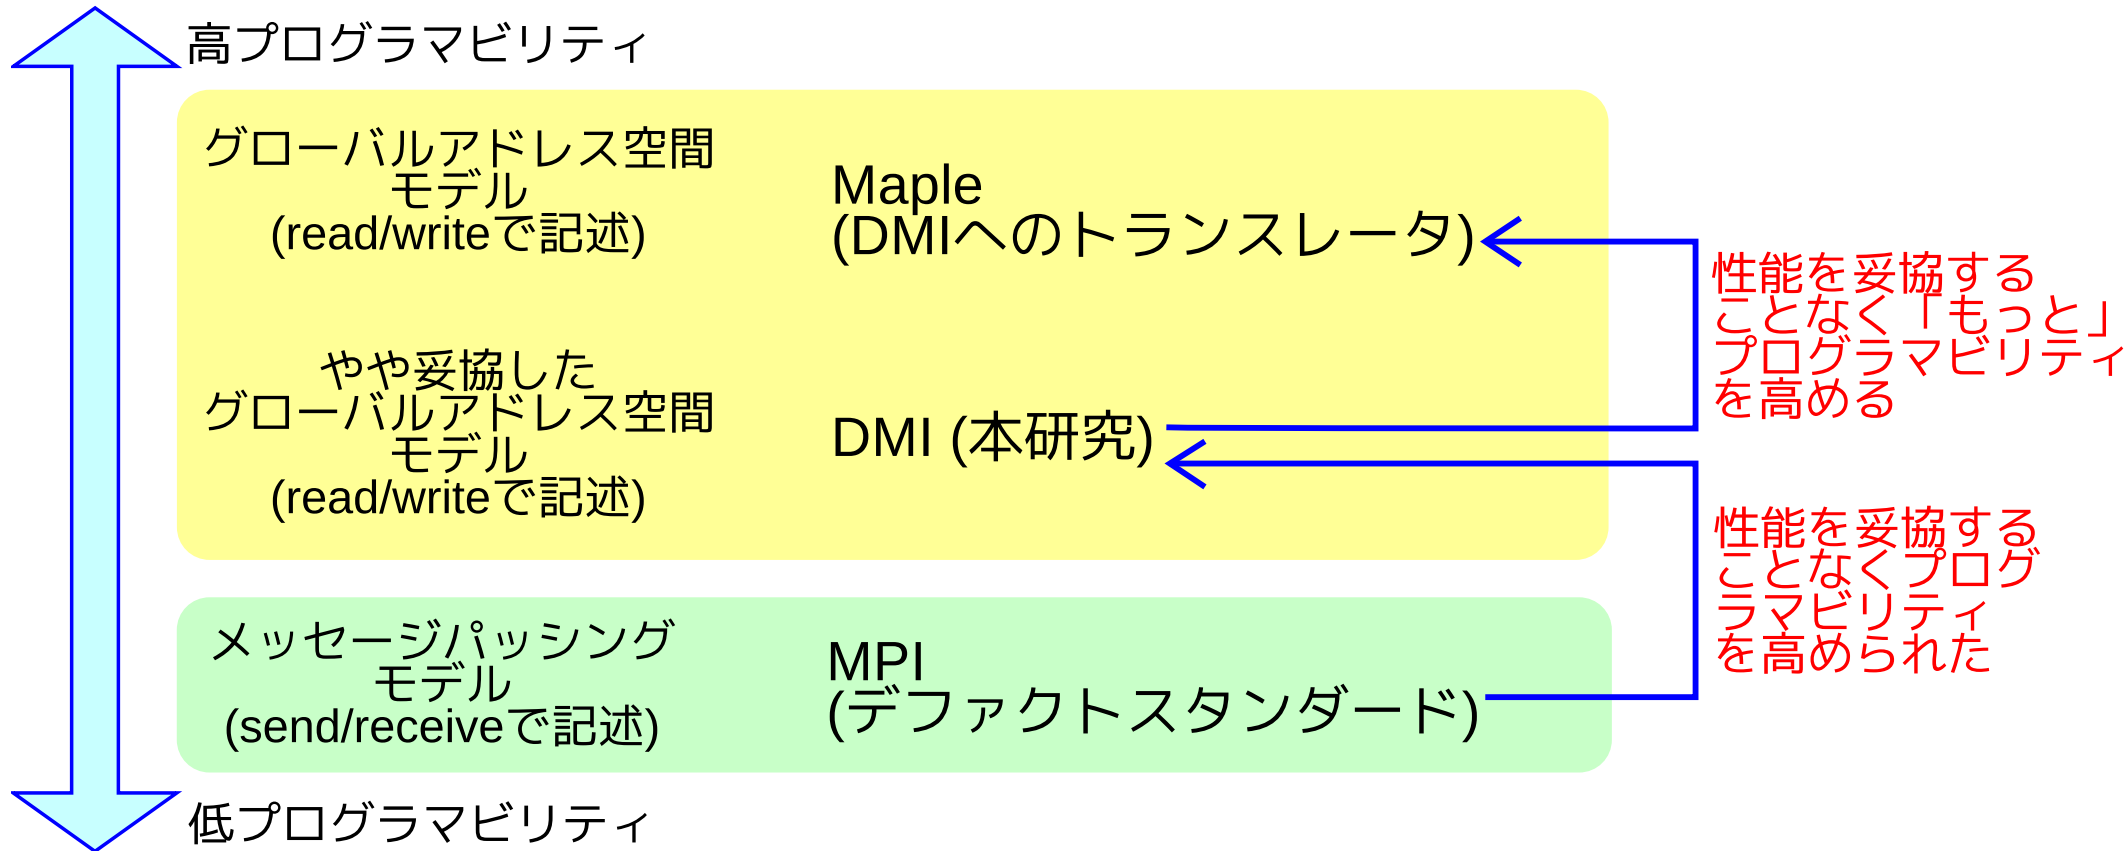 高プログラマビリティ
グローバルアドレス空間
モデル
(read/writeで記述)
Maple
(DMIへのトランスレータ)
性能を妥協する
ことなく「もっと」
プログラマビリティ
を高める
やや妥協した
グローバルアドレス空間
モデル
(read/writeで記述)
DMI (本研究)
性能を妥協する
ことなくプログ
ラマビリティ
を高められた
メッセージパッシング
モデル
(send/receiveで記述)
MPI
(デファクトスタンダード)
低プログラマビリティ